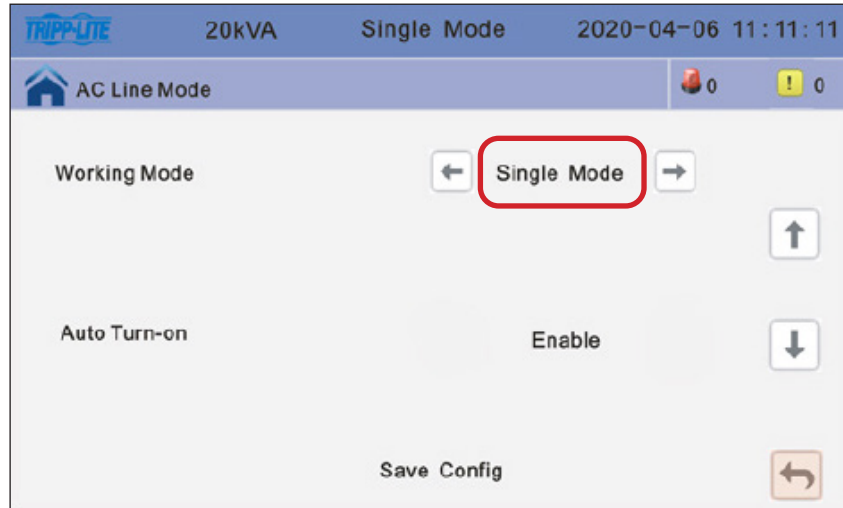 TRIPP-LITE 20kVA Single Mode 2020-04-06 11:11:11
AC Line Mode 0 ! 0
Working Mode ← Single Mode →
↑
Auto Turn-on Enable ↓
Save Config